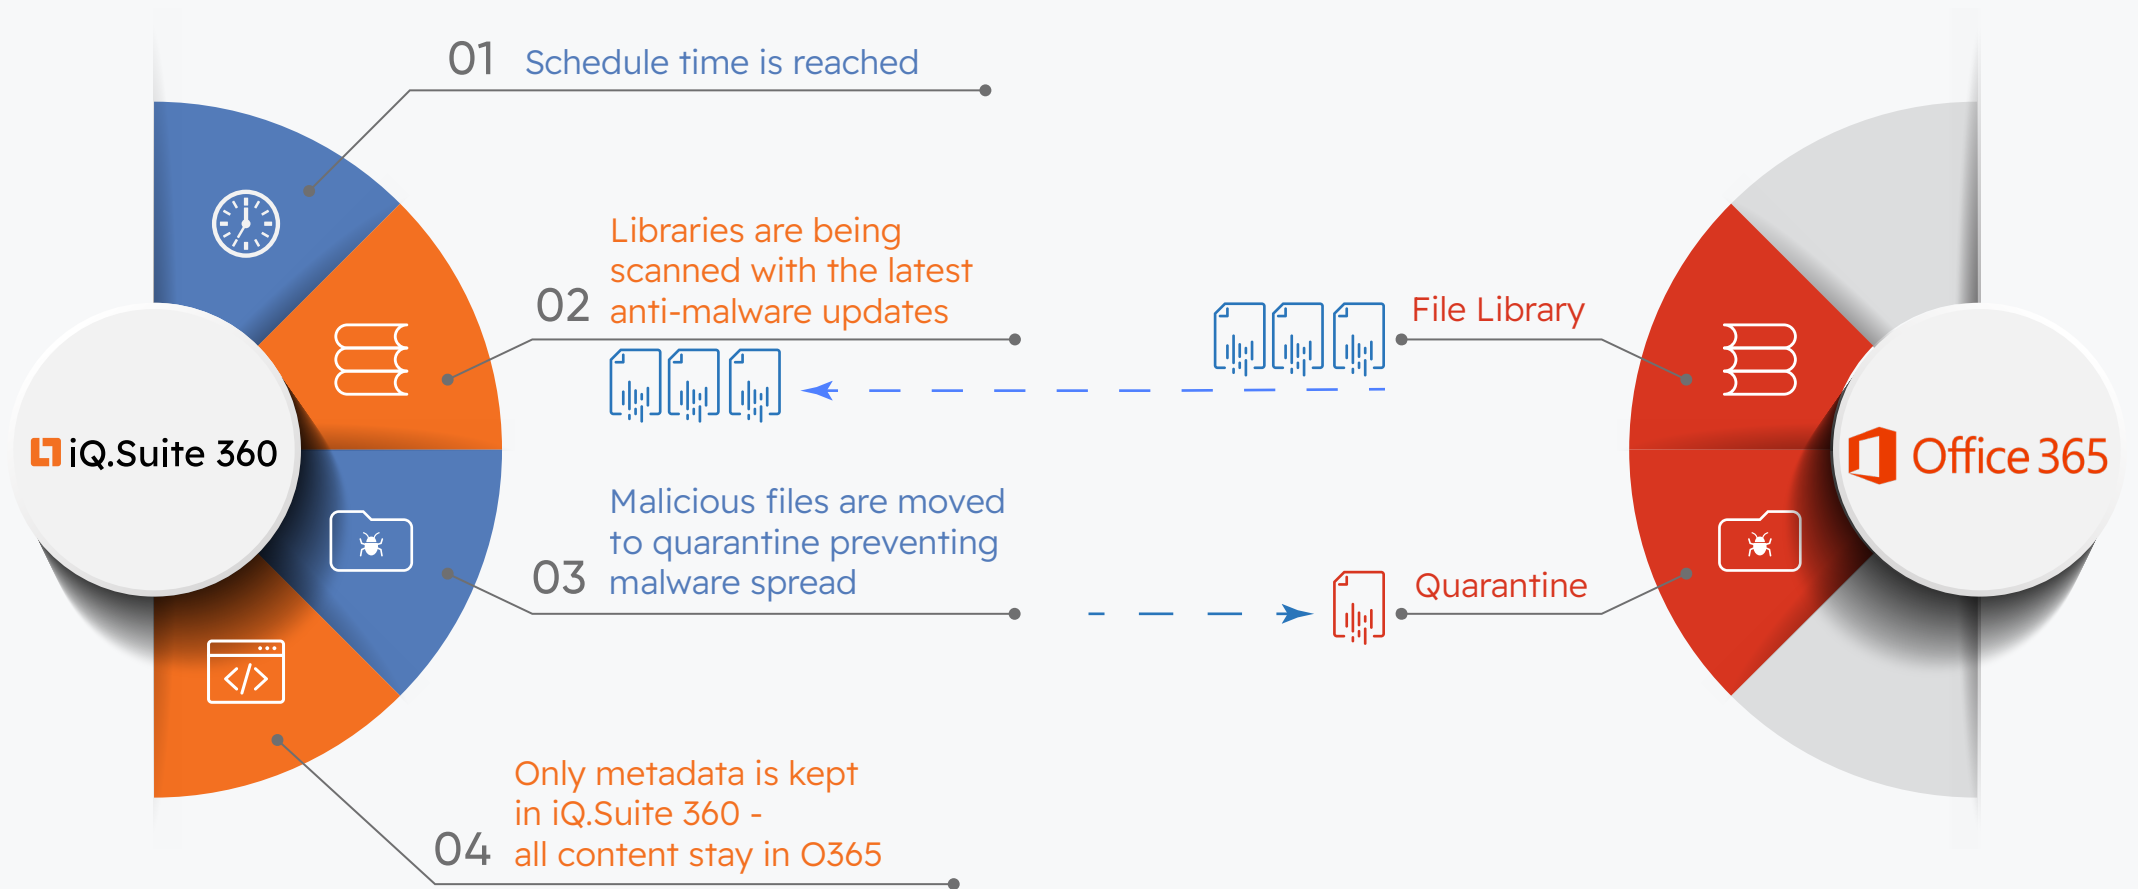 01 Schedule time is reached
Libraries are being
scanned with the latest
02 anti-malware updates
File Library
iQ.Suite 360
Office 365
Malicious files are moved
to quarantine preventing
03 malware spread
Quarantine
Only metadata is kept
in iQ.Suite 360 -
04 all content stay in O365